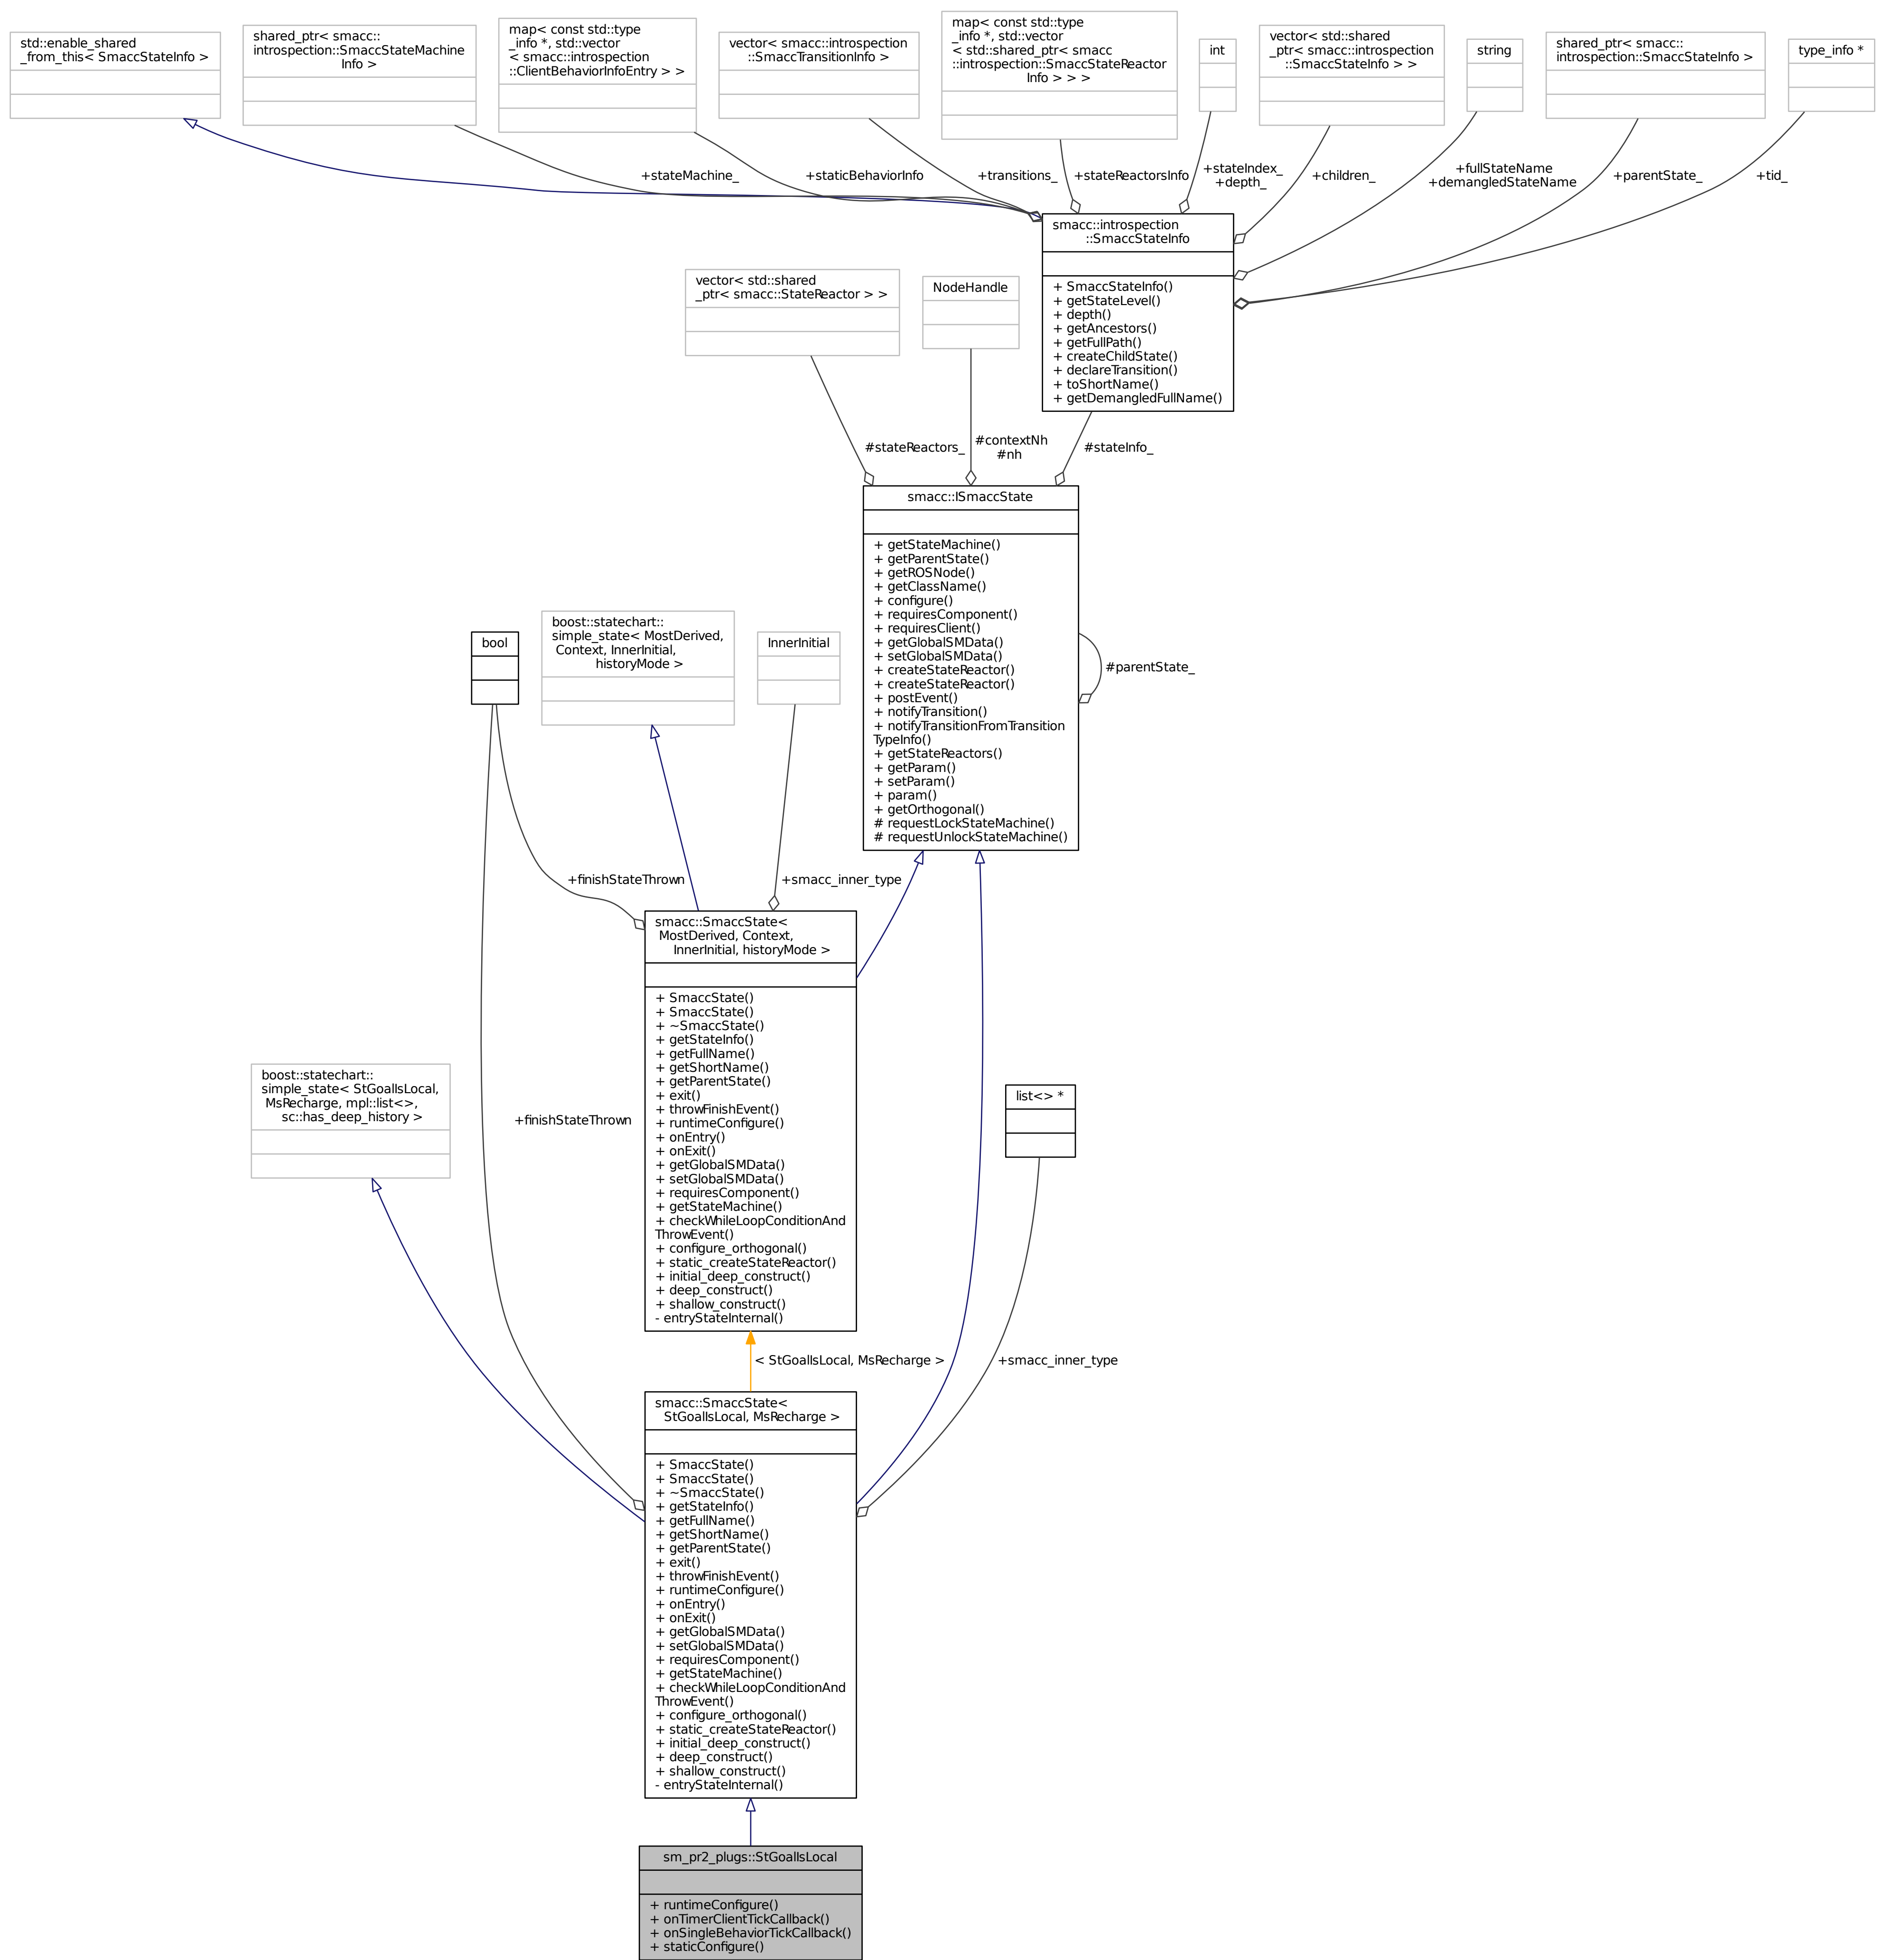 std::enable_shared
_from_this< SmaccStateInfo >
shared_ptr< smacc::
introspection::SmaccStateMachine
Info >
map< const std::type
_info *, std::vector
< smacc::introspection
::ClientBehaviorInfoEntry > >
vector< smacc::introspection
::SmaccTransitionInfo >
map< const std::type
_info *, std::vector
< std::shared_ptr< smacc
::introspection::SmaccStateReactor
Info > > >
int
vector< std::shared
_ptr< smacc::introspection
::SmaccStateInfo > >
string
shared_ptr< smacc::
introspection::SmaccStateInfo >
type_info *
+stateMachine_
+staticBehaviorInfo
+transitions_
+stateReactorsInfo
+stateIndex_
+depth_
+children_
+fullStateName
+demangledStateName
+parentState_
+tid_
smacc::introspection
::SmaccStateInfo
+ SmaccStateInfo()
+ getStateLevel()
+ depth()
+ getAncestors()
+ getFullPath()
+ createChildState()
+ declareTransition()
+ toShortName()
+ getDemangledFullName()
vector< std::shared
_ptr< smacc::StateReactor > >
NodeHandle
#stateReactors_
#contextNh
#nh
#stateInfo_
smacc::ISmaccState
+ getStateMachine()
+ getParentState()
+ getROSNode()
+ getClassName()
+ configure()
+ requiresComponent()
+ requiresClient()
+ getGlobalSMData()
+ setGlobalSMData()
+ createStateReactor()
+ createStateReactor()
+ postEvent()
+ notifyTransition()
+ notifyTransitionFromTransition
TypeInfo()
+ getStateReactors()
+ getParam()
+ setParam()
+ param()
+ getOrthogonal()
# requestLockStateMachine()
# requestUnlockStateMachine()
#parentState_
bool
boost::statechart::
simple_state< MostDerived,
Context, InnerInitial,
historyMode >
InnerInitial
+finishStateThrown
+smacc_inner_type
smacc::SmaccState<
MostDerived, Context,
InnerInitial, historyMode >
+ SmaccState()
+ SmaccState()
+ ~SmaccState()
+ getStateInfo()
+ getFullName()
+ getShortName()
+ getParentState()
+ exit()
+ throwFinishEvent()
+ runtimeConfigure()
+ onEntry()
+ onExit()
+ getGlobalSMData()
+ setGlobalSMData()
+ requiresComponent()
+ getStateMachine()
+ checkWhileLoopConditionAnd
ThrowEvent()
+ configure_orthogonal()
+ static_createStateReactor()
+ initial_deep_construct()
+ deep_construct()
+ shallow_construct()
- entryStateInternal()
boost::statechart::
simple_state< StGoalIsLocal,
MsRecharge, mpl::list<>,
sc::has_deep_history >
+finishStateThrown
list<> *
< StGoalIsLocal, MsRecharge >
+smacc_inner_type
smacc::SmaccState<
StGoalIsLocal, MsRecharge >
+ SmaccState()
+ SmaccState()
+ ~SmaccState()
+ getStateInfo()
+ getFullName()
+ getShortName()
+ getParentState()
+ exit()
+ throwFinishEvent()
+ runtimeConfigure()
+ onEntry()
+ onExit()
+ getGlobalSMData()
+ setGlobalSMData()
+ requiresComponent()
+ getStateMachine()
+ checkWhileLoopConditionAnd
ThrowEvent()
+ configure_orthogonal()
+ static_createStateReactor()
+ initial_deep_construct()
+ deep_construct()
+ shallow_construct()
- entryStateInternal()
sm_pr2_plugs::StGoalIsLocal
+ runtimeConfigure()
+ onTimerClientTickCallback()
+ onSingleBehaviorTickCallback()
+ staticConfigure()